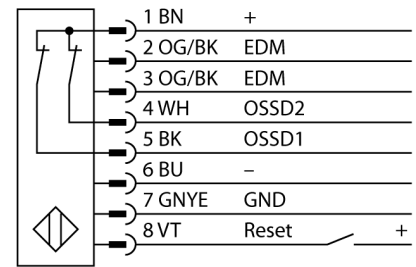 1 BN +
2 OG/BK EDM
3 OG/BK EDM
4 WH OSSD2
5 BK OSSD1
6 BU –
7 GNYE GND
8 VT Reset +